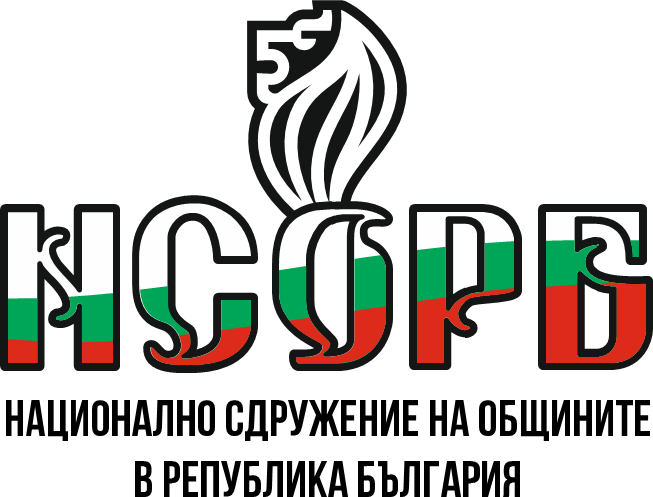 НСОРБ
НАЦИОНАЛНО СДРУЖЕНИЕ НА ОБЩИНИТЕ
В РЕПУБЛИКА БЪЛГАРИЯ